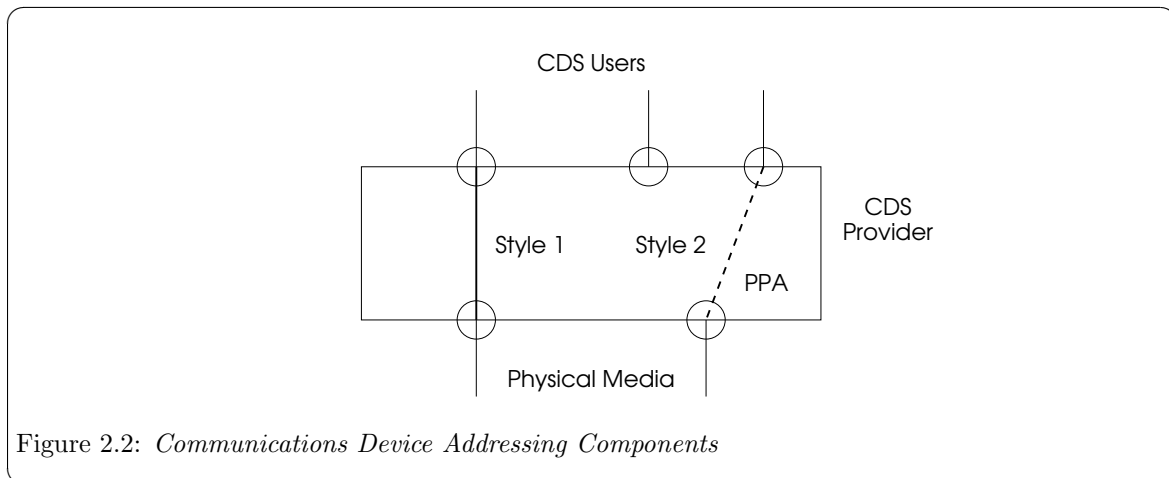 CDS Users
CDS
Provider
Style 1
Style 2
PPA
Physical Media
Figure 2.2: Communications Device Addressing Components